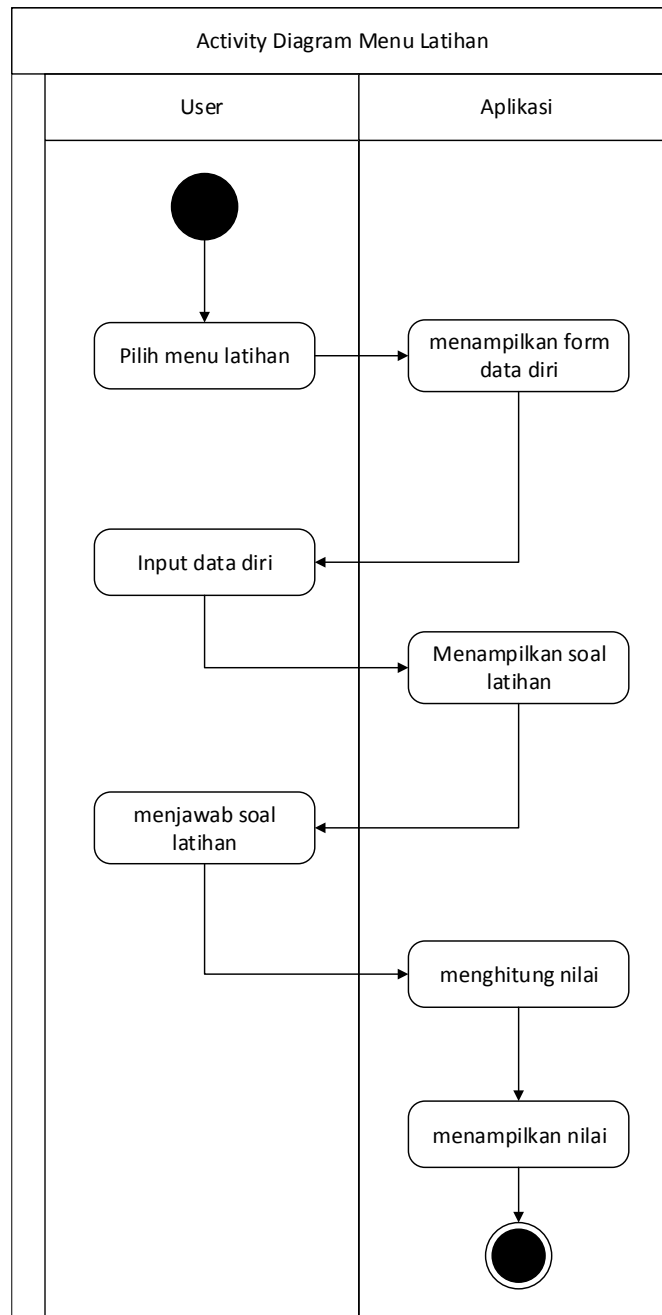 Activity Diagram Menu Latihan
User
Aplikasi
Pilih menu latihan
menampilkan form
data diri
Input data diri
Menampilkan soal
latihan
menjawab soal
latihan
menghitung nilai
menampilkan nilai